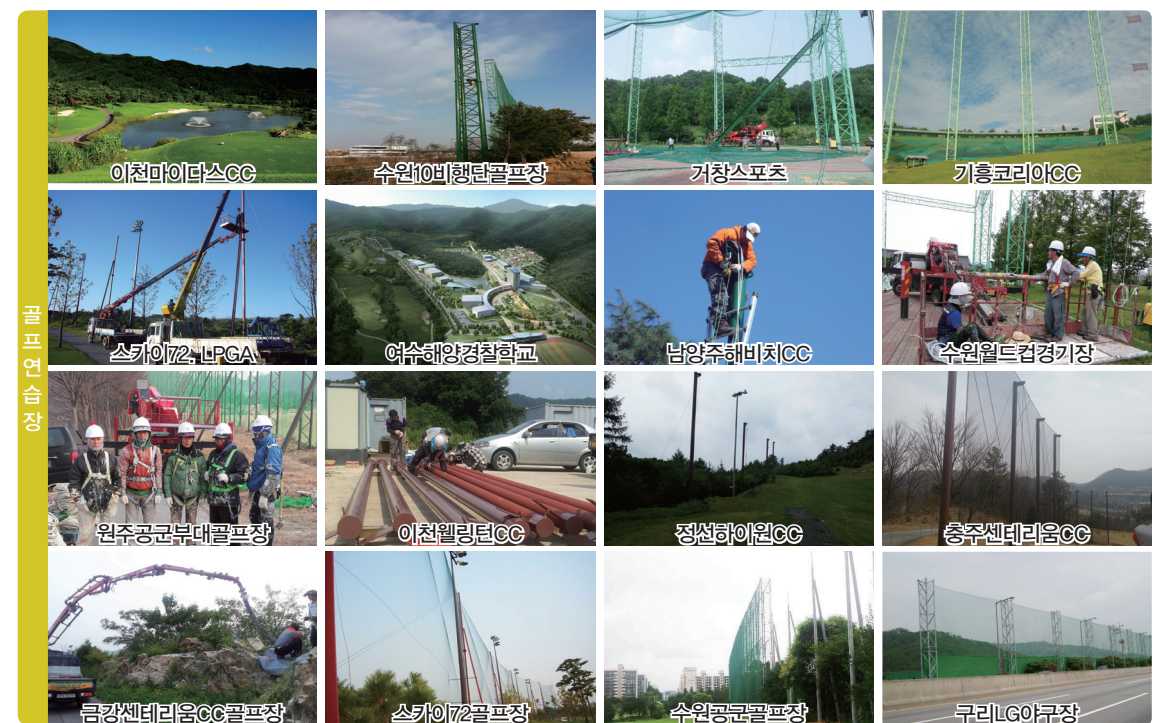 골프연습장
이천마이다스CC
수원10비행단골프장
거창스포츠
기흥코리아CC
스카이72, LPGA
여수해양경찰학교
남양주해비치CC
수원월드컵경기장
원주공군부대골프장
이천웰링턴CC
정선하이원CC
충주센테리움CC
금강센테리움CC골프장
스카이72골프장
수원공군골프장
구리LG야구장